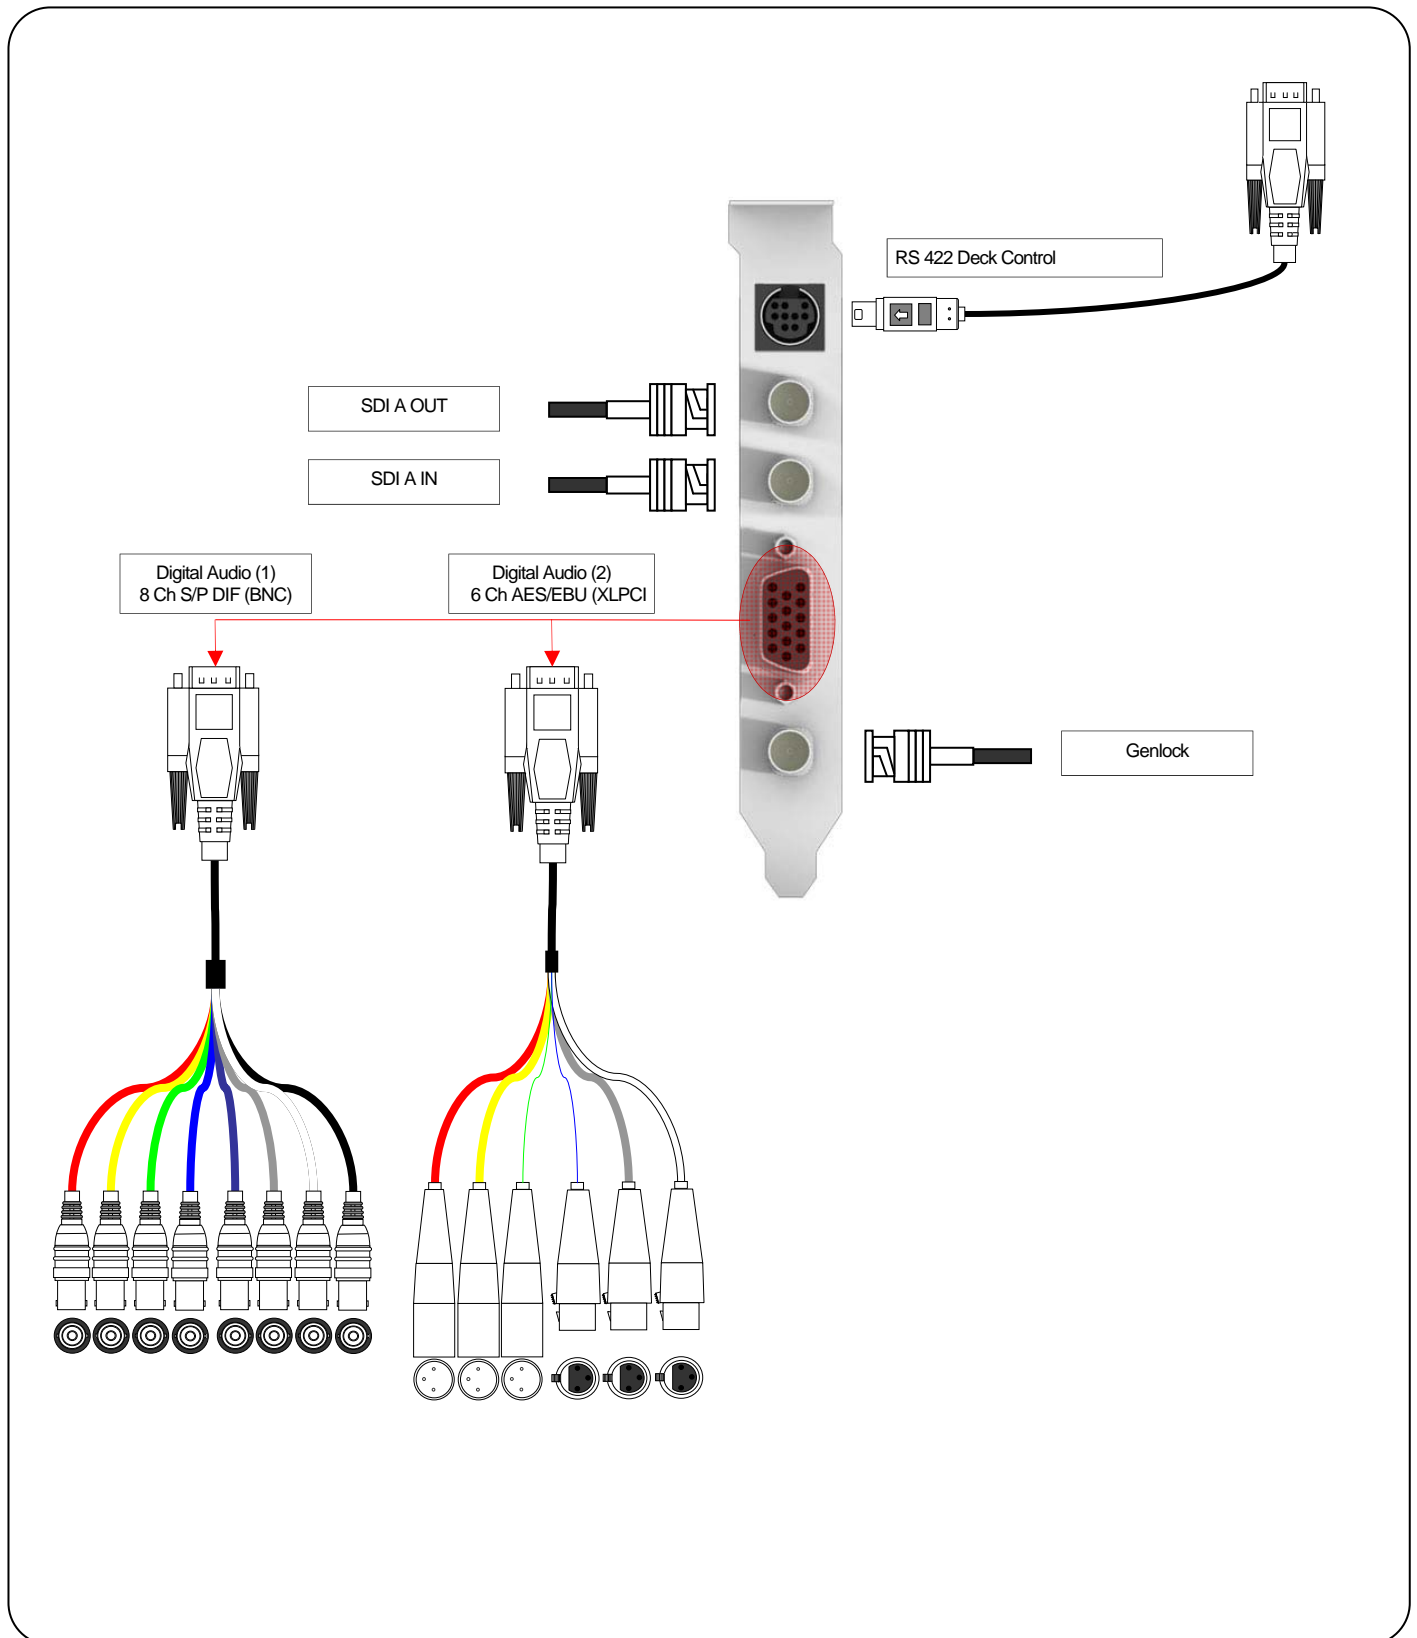 RS 422 Deck Control
SDI A OUT
SDI A IN
Digital Audio (1)
8 Ch S/P DIF (BNC)
Digital Audio (2)
6 Ch AES/EBU (XLPCI
Genlock